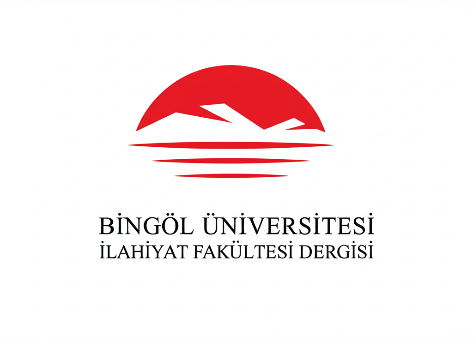 BİNGÖL ÜNİVERSİTESİ
İLAHİYAT FAKÜLTESİ DERGİSİ